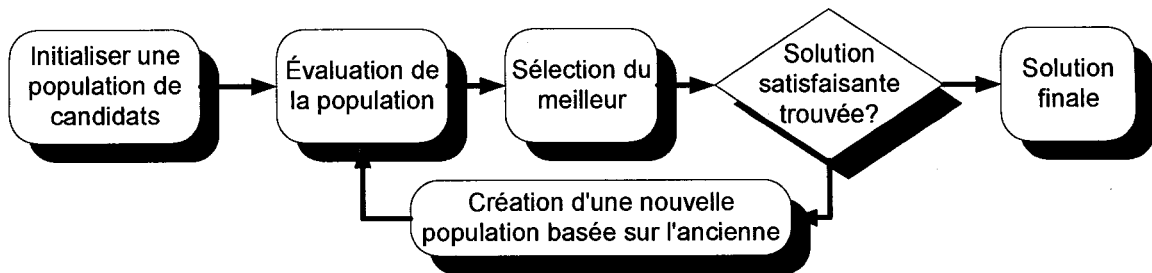 Initialiser une
population de
candidats
Évaluation de
la population
Sélection du
meilleur
Solution
satisfaisante
trouvée?
Solution
finale
Création d'une nouvelle
population basée sur l'ancienne